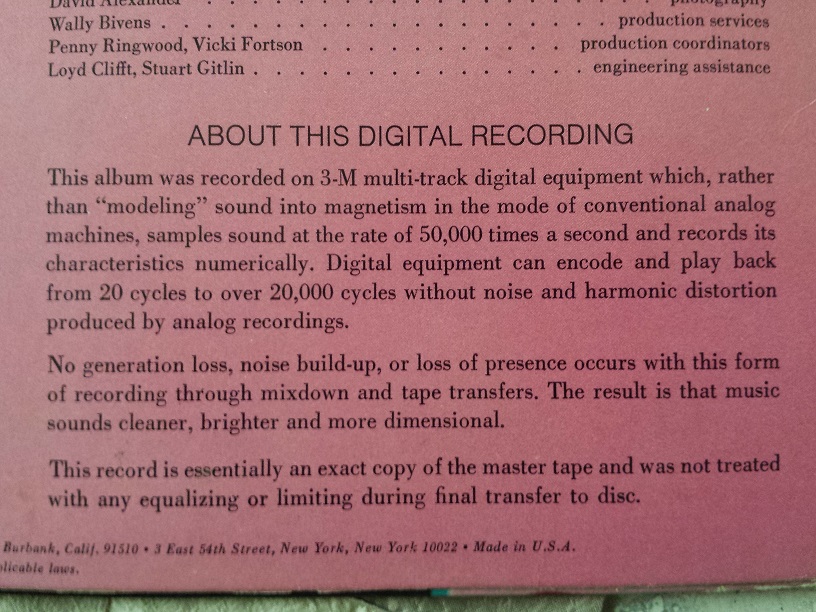 David Alexander . . . . . . . . . . . . . . . . . . . photography
Wally Bivens . . . . . . . . . . . . . . . . . . . production services
Penny Ringwood, Vicki Fortson . . . . . . . . . . . production coordinators
Loyd Clifft, Stuart Gitlin . . . . . . . . . . . . . . . engineering assistance
ABOUT THIS DIGITAL RECORDING
This album was recorded on 3-M multi-track digital equipment which, rather
than “modeling” sound into magnetism in the mode of conventional analog
machines, samples sound at the rate of 50,000 times a second and records its
characteristics numerically. Digital equipment can encode and play back
from 20 cycles to over 20,000 cycles without noise and harmonic distortion
produced by analog recordings.
No generation loss, noise build-up, or loss of presence occurs with this form
of recording through mixdown and tape transfers. The result is that music
sounds cleaner, brighter and more dimensional.
This record is essentially an exact copy of the master tape and was not treated
with any equalizing or limiting during final transfer to disc.
Burbank, Calif. 91510 • 3 East 54th Street, New York, New York 10022 • Made in U.S.A.
laws.